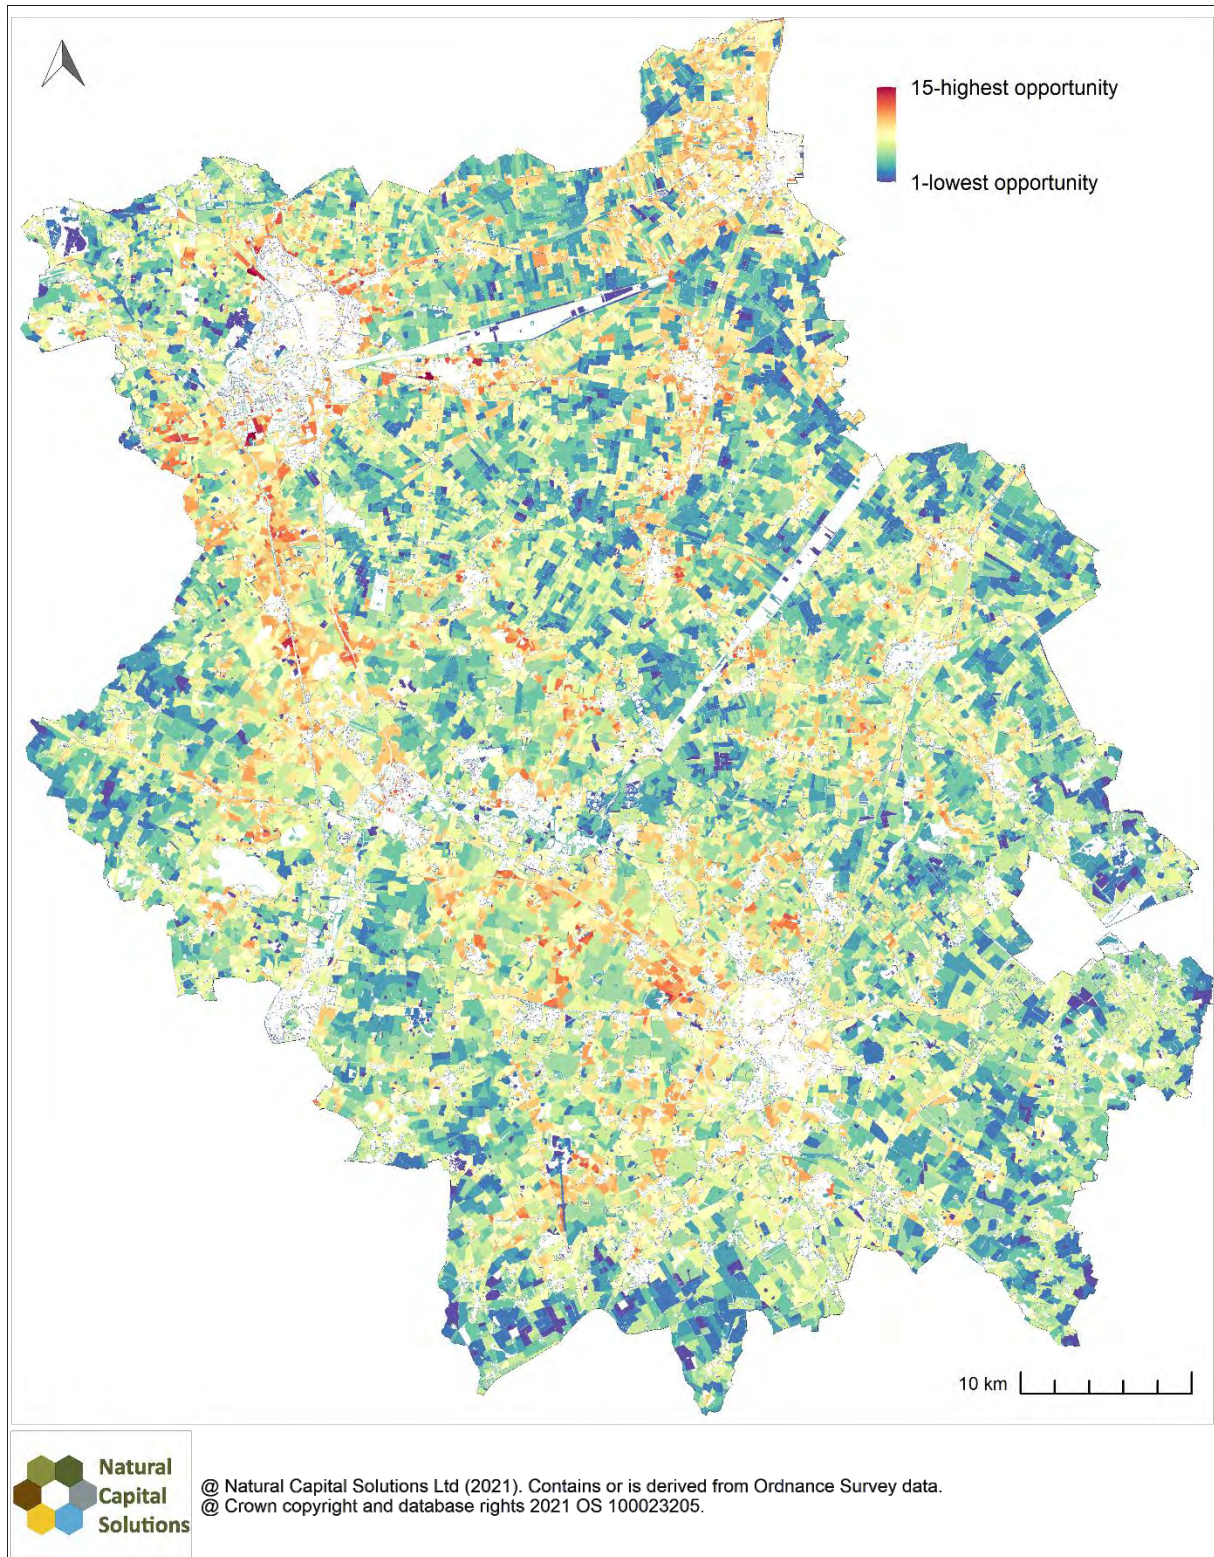 15-highest opportunity
1-lowest opportunity
10 km
Natural
Capital
Solutions
@ Natural Capital Solutions Ltd (2021). Contains or is derived from Ordnance Survey data.
@ Crown copyright and database rights 2021 OS 100023205.